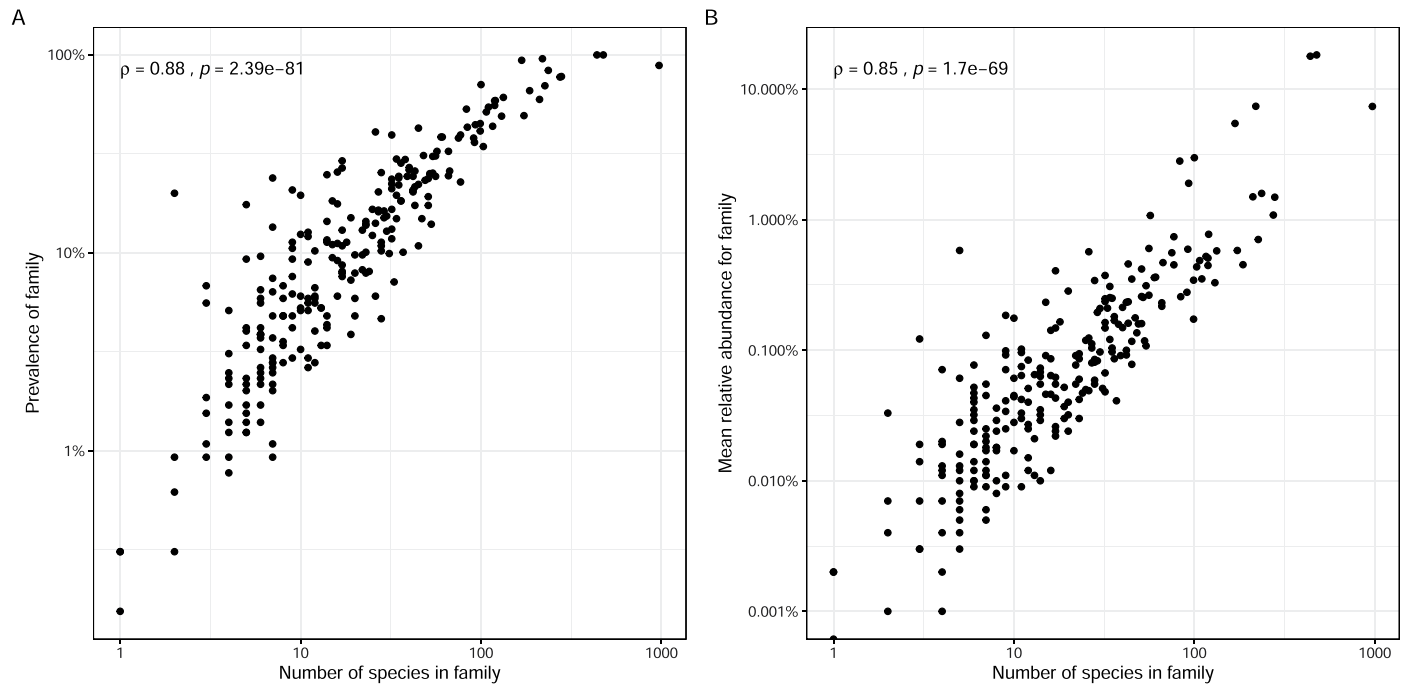 A
Prevalence of family
100%
10%
1%
ρ = 0.88 , p = 2.39e−81
1 10 100 1000
Number of species in family
B
Mean relative abundance for family
10.000%
1.000%
0.100%
0.010%
0.001%
ρ = 0.85 , p = 1.7e−69
1 10 100 1000
Number of species in family